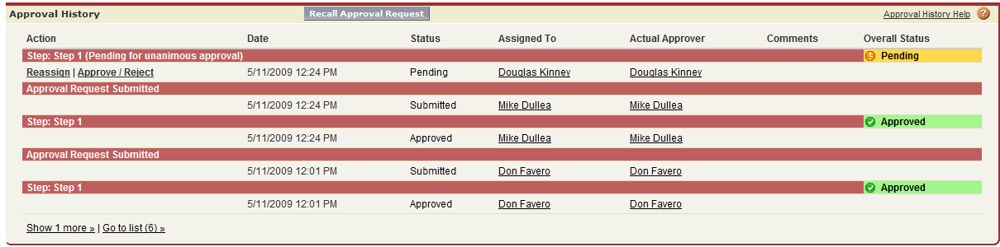 Approval History Recall Approval Request Approval History Help ?
Action Date Status Assigned To Actual Approver Comments Overall Status
Step: Step 1 (Pending for unanimous approval) Pending
Reassign | Approve / Reject 5/11/2009 12:24 PM Pending Douglas Kinney Douglas Kinney
Approval Request Submitted
5/11/2009 12:24 PM Submitted Mike Dullea Mike Dullea
Step: Step 1 Approved
5/11/2009 12:24 PM Approved Mike Dullea Mike Dullea
Approval Request Submitted
5/11/2009 12:01 PM Submitted Don Favero Don Favero
Step: Step 1 Approved
5/11/2009 12:01 PM Approved Don Favero Don Favero
Show 1 more » | Go to list (6) »